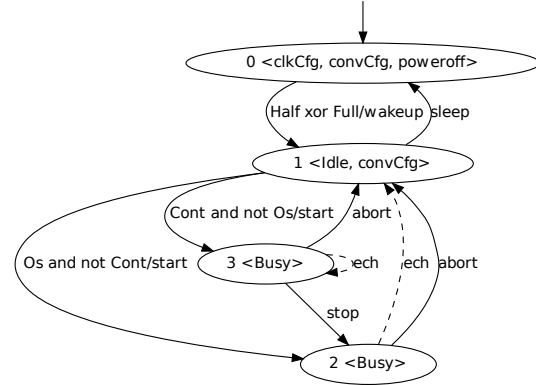 0 <clkCfg, convCfg, poweroff>
Half xor Full/wakeup
sleep
1 <Idle, convCfg>
Cont and not Os/start
abort
Os and not Cont/start
3 <Busy>
ech
ech
abort
stop
2 <Busy>